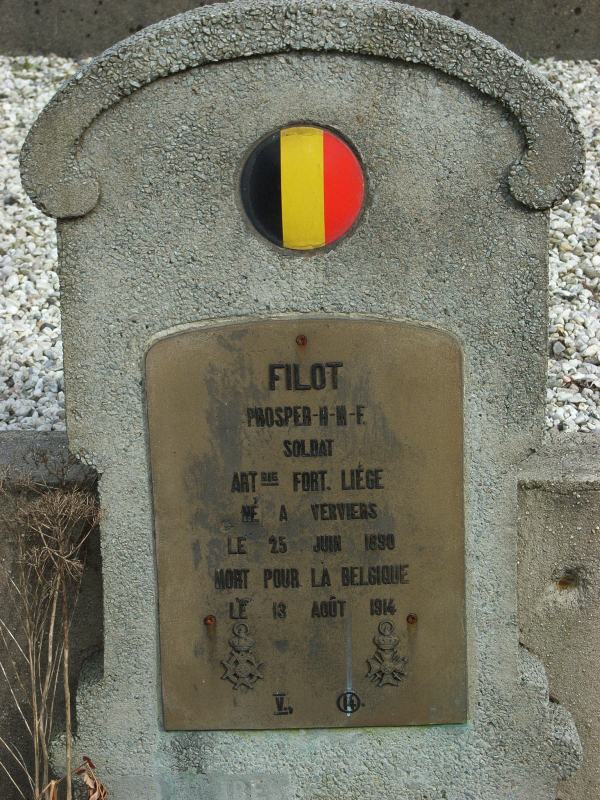 FILOT
PROSPER-H-M-F.
SOLDAT
ARTRIE FORT. LIÉGE
NÉ A VERVIERS
LE 25 JUIN 1890
MORT POUR LA BELGIQUE
LE 13 AOÛT 1914
V., 14.